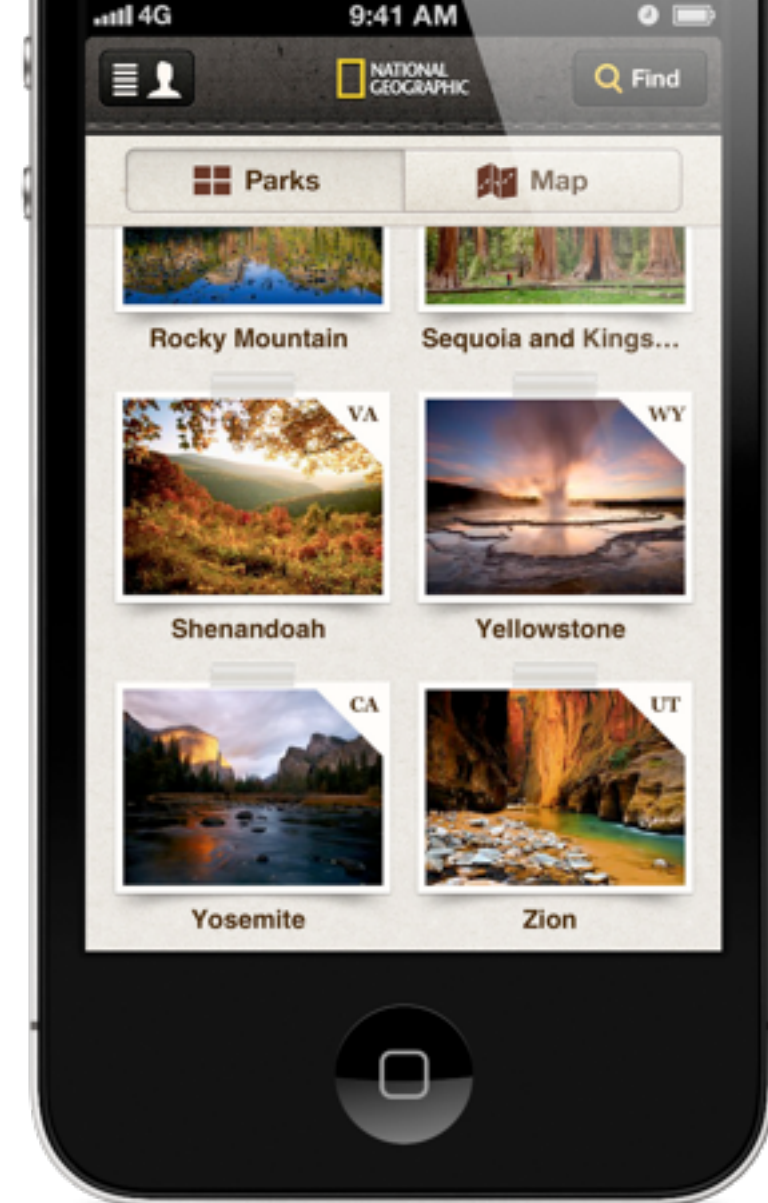 4G 9:41 AM
NATIONAL
GEOGRAPHIC
Find
Parks Map
Rocky Mountain Sequoia and Kings...
VA WY
Shenandoah Yellowstone
CA UT
Yosemite Zion